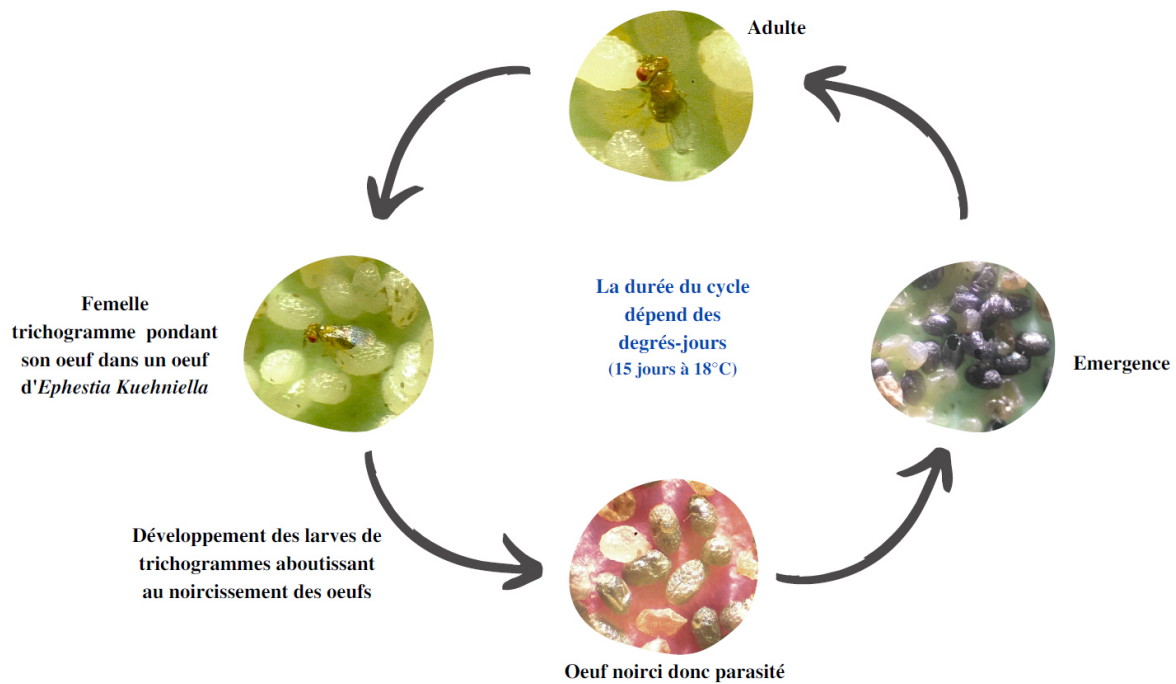 Adulte
Femelle
trichogramme pondant
son oeuf dans un oeuf
d'Ephestia Kuehniella
La durée du cycle
dépend des
degrés-jours
(15 jours à 18°C)
Emergence
Développement des larves de
trichogrammes aboutissant
au noircissement des oeufs
Oeuf noirci donc parasité